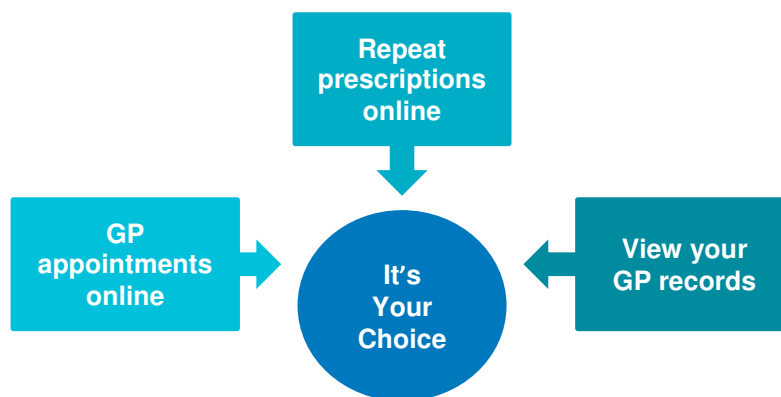 Repeat
prescriptions
online
GP
appointments
online
It's
Your
Choice
View your
GP records